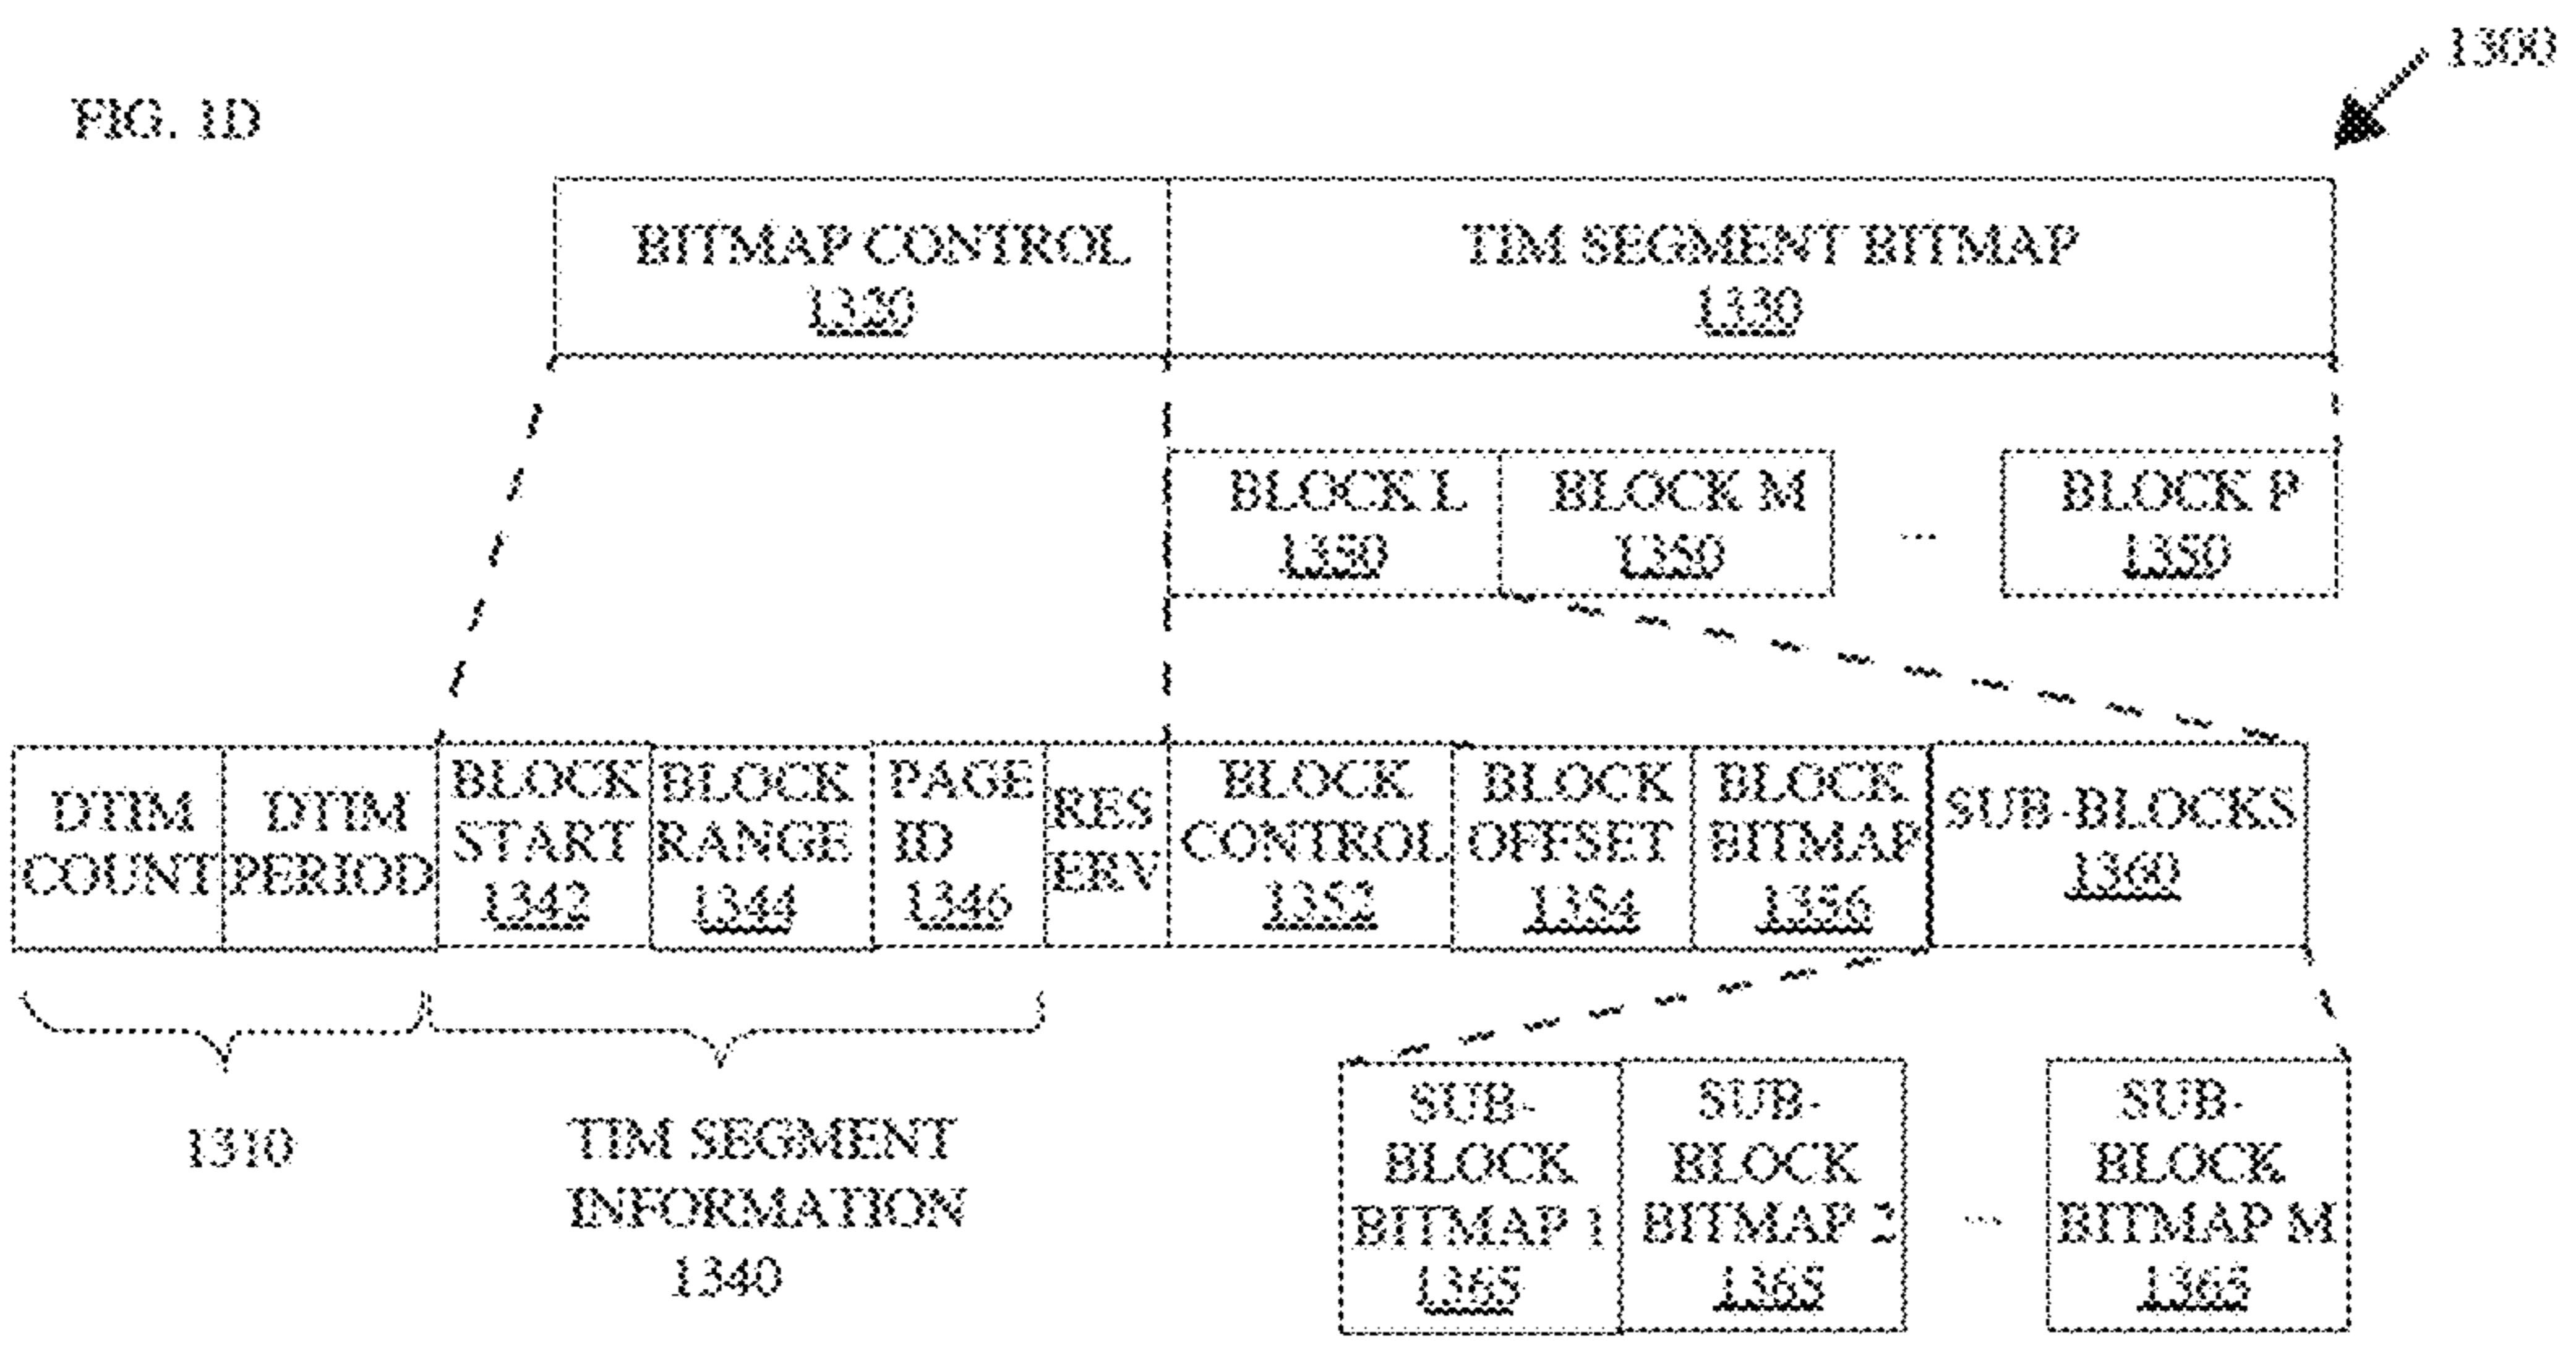 1300
FIG. 1D
BITMAP CONTROL
1320
TIM SEGMENT BITMAP
1330
BLOCK L
1350
BLOCK M
1350
...
BLOCK P
1350
DTIM
COUNT
DTIM
PERIOD
BLOCK
START
1342
BLOCK
RANGE
1344
PAGE
ID
1346
RES
ERV
BLOCK
CONTROL
1352
BLOCK
OFFSET
1354
BLOCK
BITMAP
1356
SUB-BLOCKS
1360
1310
TIM SEGMENT
INFORMATION
1340
SUB-
BLOCK
BITMAP 1
1365
SUB-
BLOCK
BITMAP 2
1365
...
SUB-
BLOCK
BITMAP M
1365